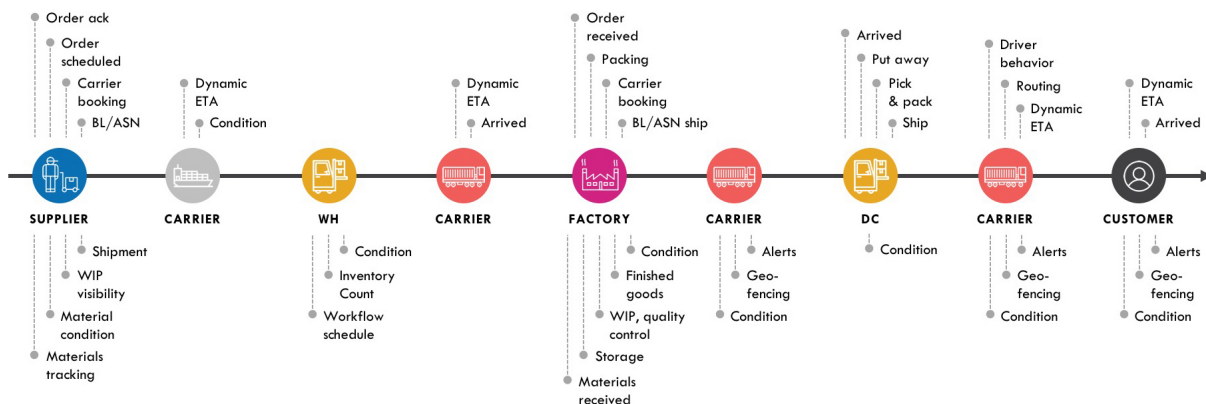 Order ack
Order
scheduled
Carrier
booking
BL/ASN
Dynamic
ETA
Condition
Dynamic
ETA
Arrived
Order
received
Packing
Carrier
booking
BL/ASN ship
Arrived
Put away
Pick
& pack
Ship
Driver
behavior
Routing
Dynamic
ETA
Dynamic
ETA
Arrived
SUPPLIER
CARRIER
WH
CARRIER
FACTORY
CARRIER
DC
CARRIER
CUSTOMER
Shipment
WIP
visibility
Material
condition
Materials
tracking
Condition
Inventory
Count
Workflow
schedule
Condition
Finished
goods
WIP, quality
control
Storage
Materials
received
Alerts
Geo-
fencing
Condition
Condition
Alerts
Geo-
fencing
Condition
Alerts
Geo-
fencing
Condition